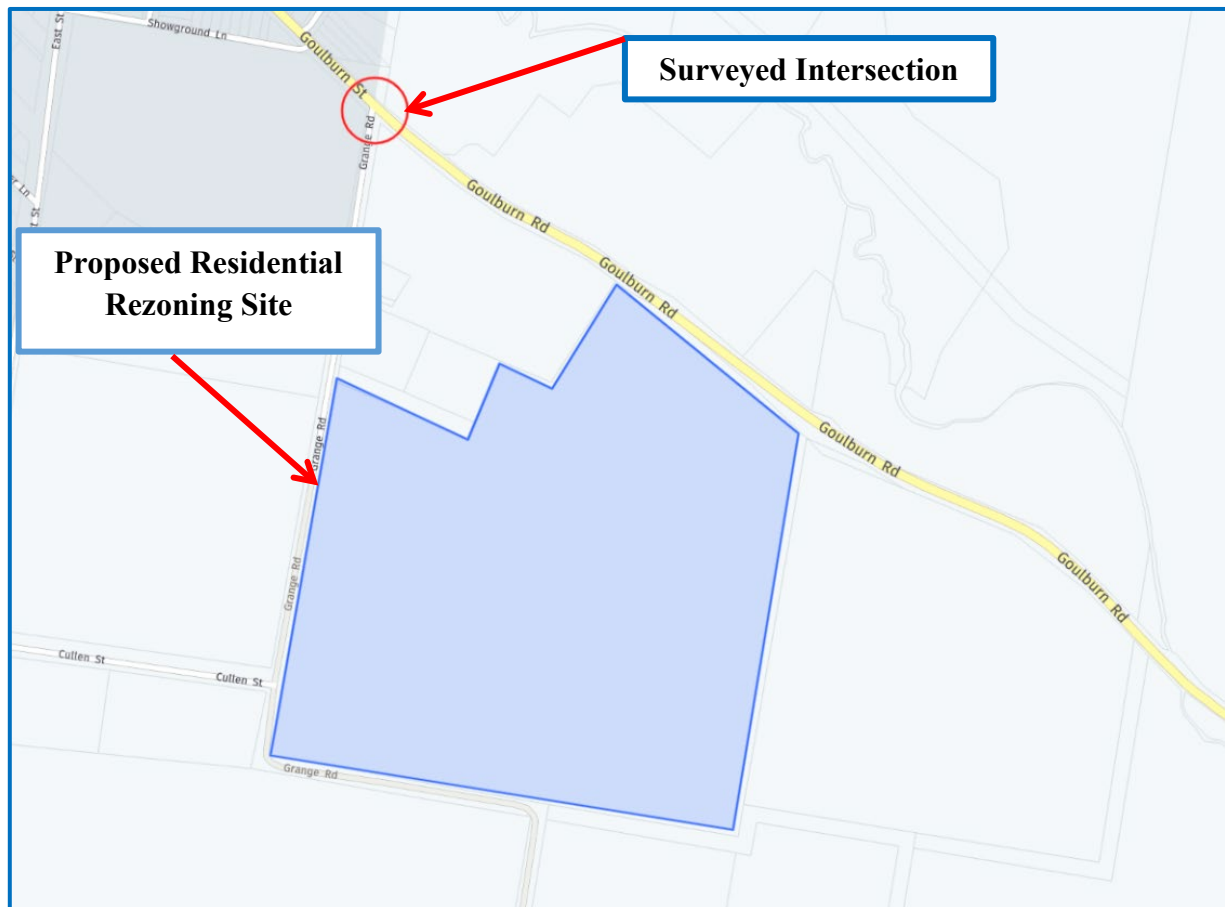 East St
Showground Ln
Goulburn St
Surveyed Intersection
Grange Rd
Goulburn Rd
Proposed Residential
Rezoning Site
Goulburn Rd
Grange Rd
Goulburn Rd
Grange Rd
Goulburn Rd
Cullen St
Cullen St
Grange Rd